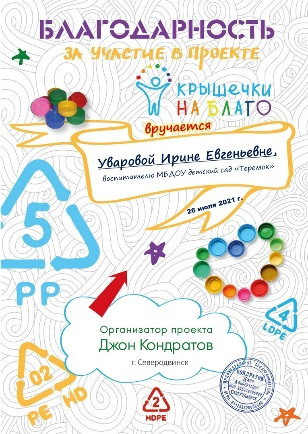 БЛАГОДАРНОСТЬ
ЗА УЧАСТИЕ В ПРОЕКТЕ
КРЫШЕЧКИ
НА БЛАГО
вручается
Уваровой Ирине Евгеньевне,
воспитателю МБДОУ детский сад «Теремок»
26 июля 2021 г.
5
PP
4
LDPE
Организатор проекта
Джон Кондратов
г. Северодвинск
02
PE HD
2
HDPE